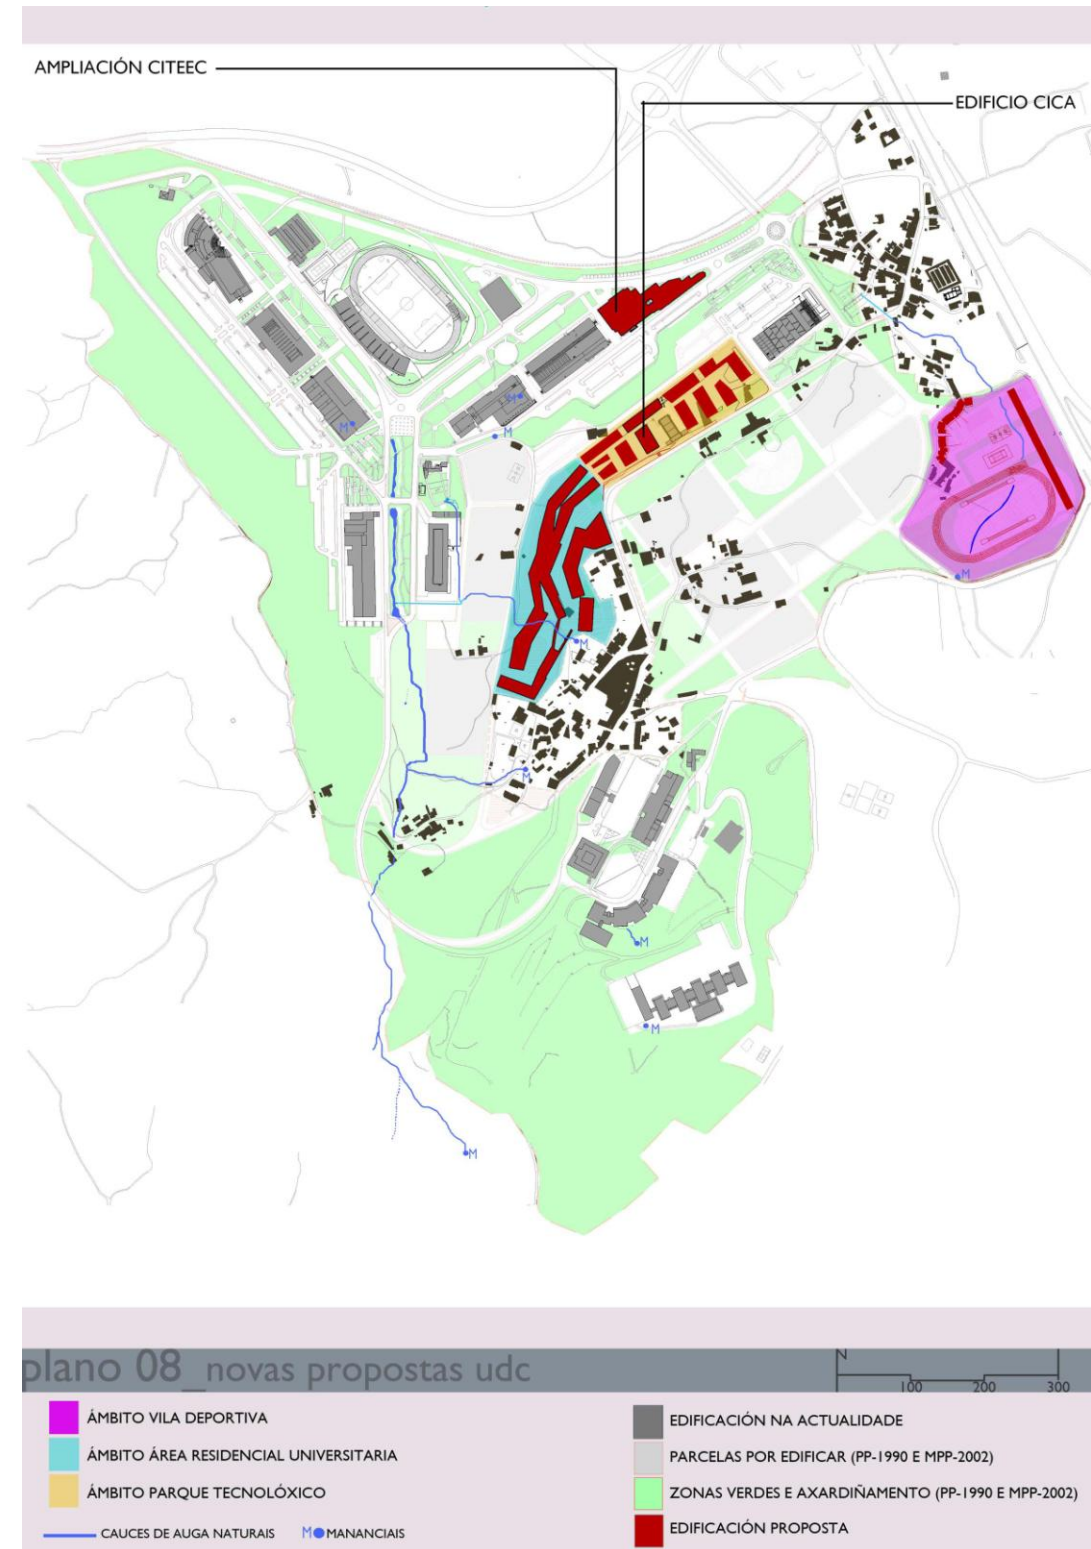 AMPLIACIÓN CITEEC
EDIFICIO CICA
M
M
M
M
M
M
M
M
M
plano 08_novas propostas udc
N
100 200 300
ÁMBITO VILA DEPORTIVA
ÁMBITO ÁREA RESIDENCIAL UNIVERSITARIA
ÁMBITO PARQUE TECNOLÓXICO
CAUCES DE AUGA NATURAIS
M MANANCIAIS
EDIFICACIÓN NA ACTUALIDADE
PARCELAS POR EDIFICAR (PP-1990 E MPP-2002)
ZONAS VERDES E AXARDIÑAMENTO (PP-1990 E MPP-2002)
EDIFICACIÓN PROPOSTA